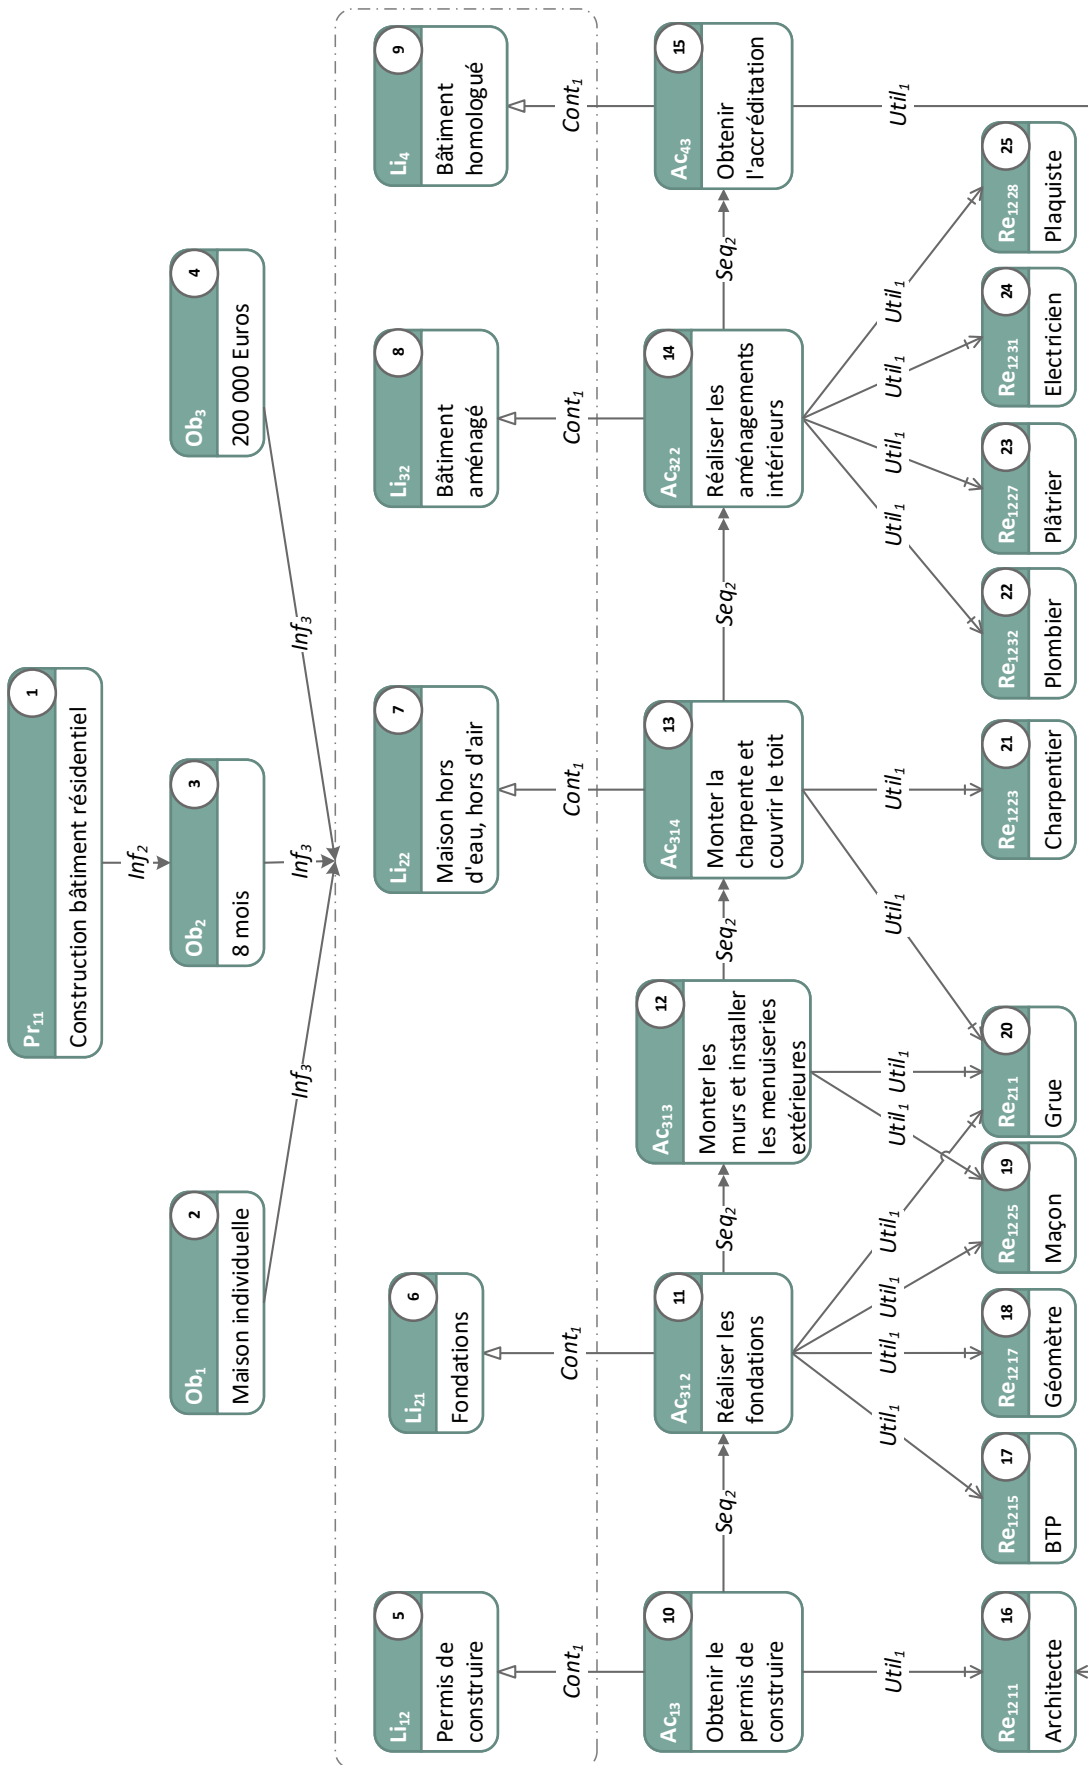 Pr11
1
Construction bâtiment résidentiel
Inf2
Ob1
2
Maison individuelle
Ob2
3
8 mois
Ob3
4
200 000 Euros
Inf3
Inf3
Inf3
Li12
5
Permis de
construire
Li21
6
Fondations
Li22
7
Maison hors
d'eau, hors d'air
Li32
8
Bâtiment
aménagé
Li4
9
Bâtiment
homologué
Cont1
Cont1
Cont1
Cont1
Cont1
Ac13
10
Obtenir le
permis de
construire
Seq2
Ac312
11
Réaliser les
fondations
Seq2
Ac313
12
Monter les
murs et installer
les menuiseries
extérieures
Seq2
Ac314
13
Monter la
charpente et
couvrir le toit
Seq2
Ac322
14
Réaliser les
aménagements
intérieurs
Seq2
Ac43
15
Obtenir
l'accréditation
Util1
Util1
Util1
Util1
Util1
Util1
Util1
Util1
Util1
Util1
Util1
Util1
Util1
Util1
Re1211
16
Architecte
Re1215
17
BTP
Re1217
18
Géomètre
Re1225
19
Maçon
Re211
20
Grue
Re1223
21
Charpentier
Re1232
22
Plombier
Re1227
23
Plâtrier
Re1231
24
Electricien
Re1228
25
Plaquiste